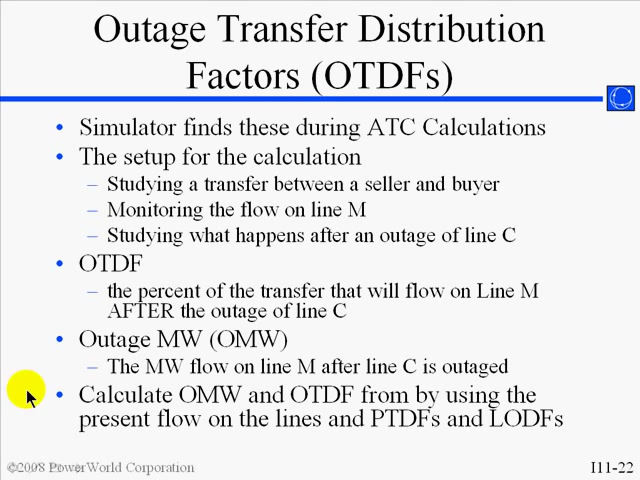 Outage Transfer Distribution
Factors (OTDFs)
• Simulator finds these during ATC Calculations
• The setup for the calculation
– Studying a transfer between a seller and buyer
– Monitoring the flow on line M
– Studying what happens after an outage of line C
• OTDF
– the percent of the transfer that will flow on Line M
AFTER the outage of line C
• Outage MW (OMW)
– The MW flow on line M after line C is outaged
• Calculate OMW and OTDF from by using the
present flow on the lines and PTDFs and LODFs
©2008 PowerWorld Corporation
I11-22